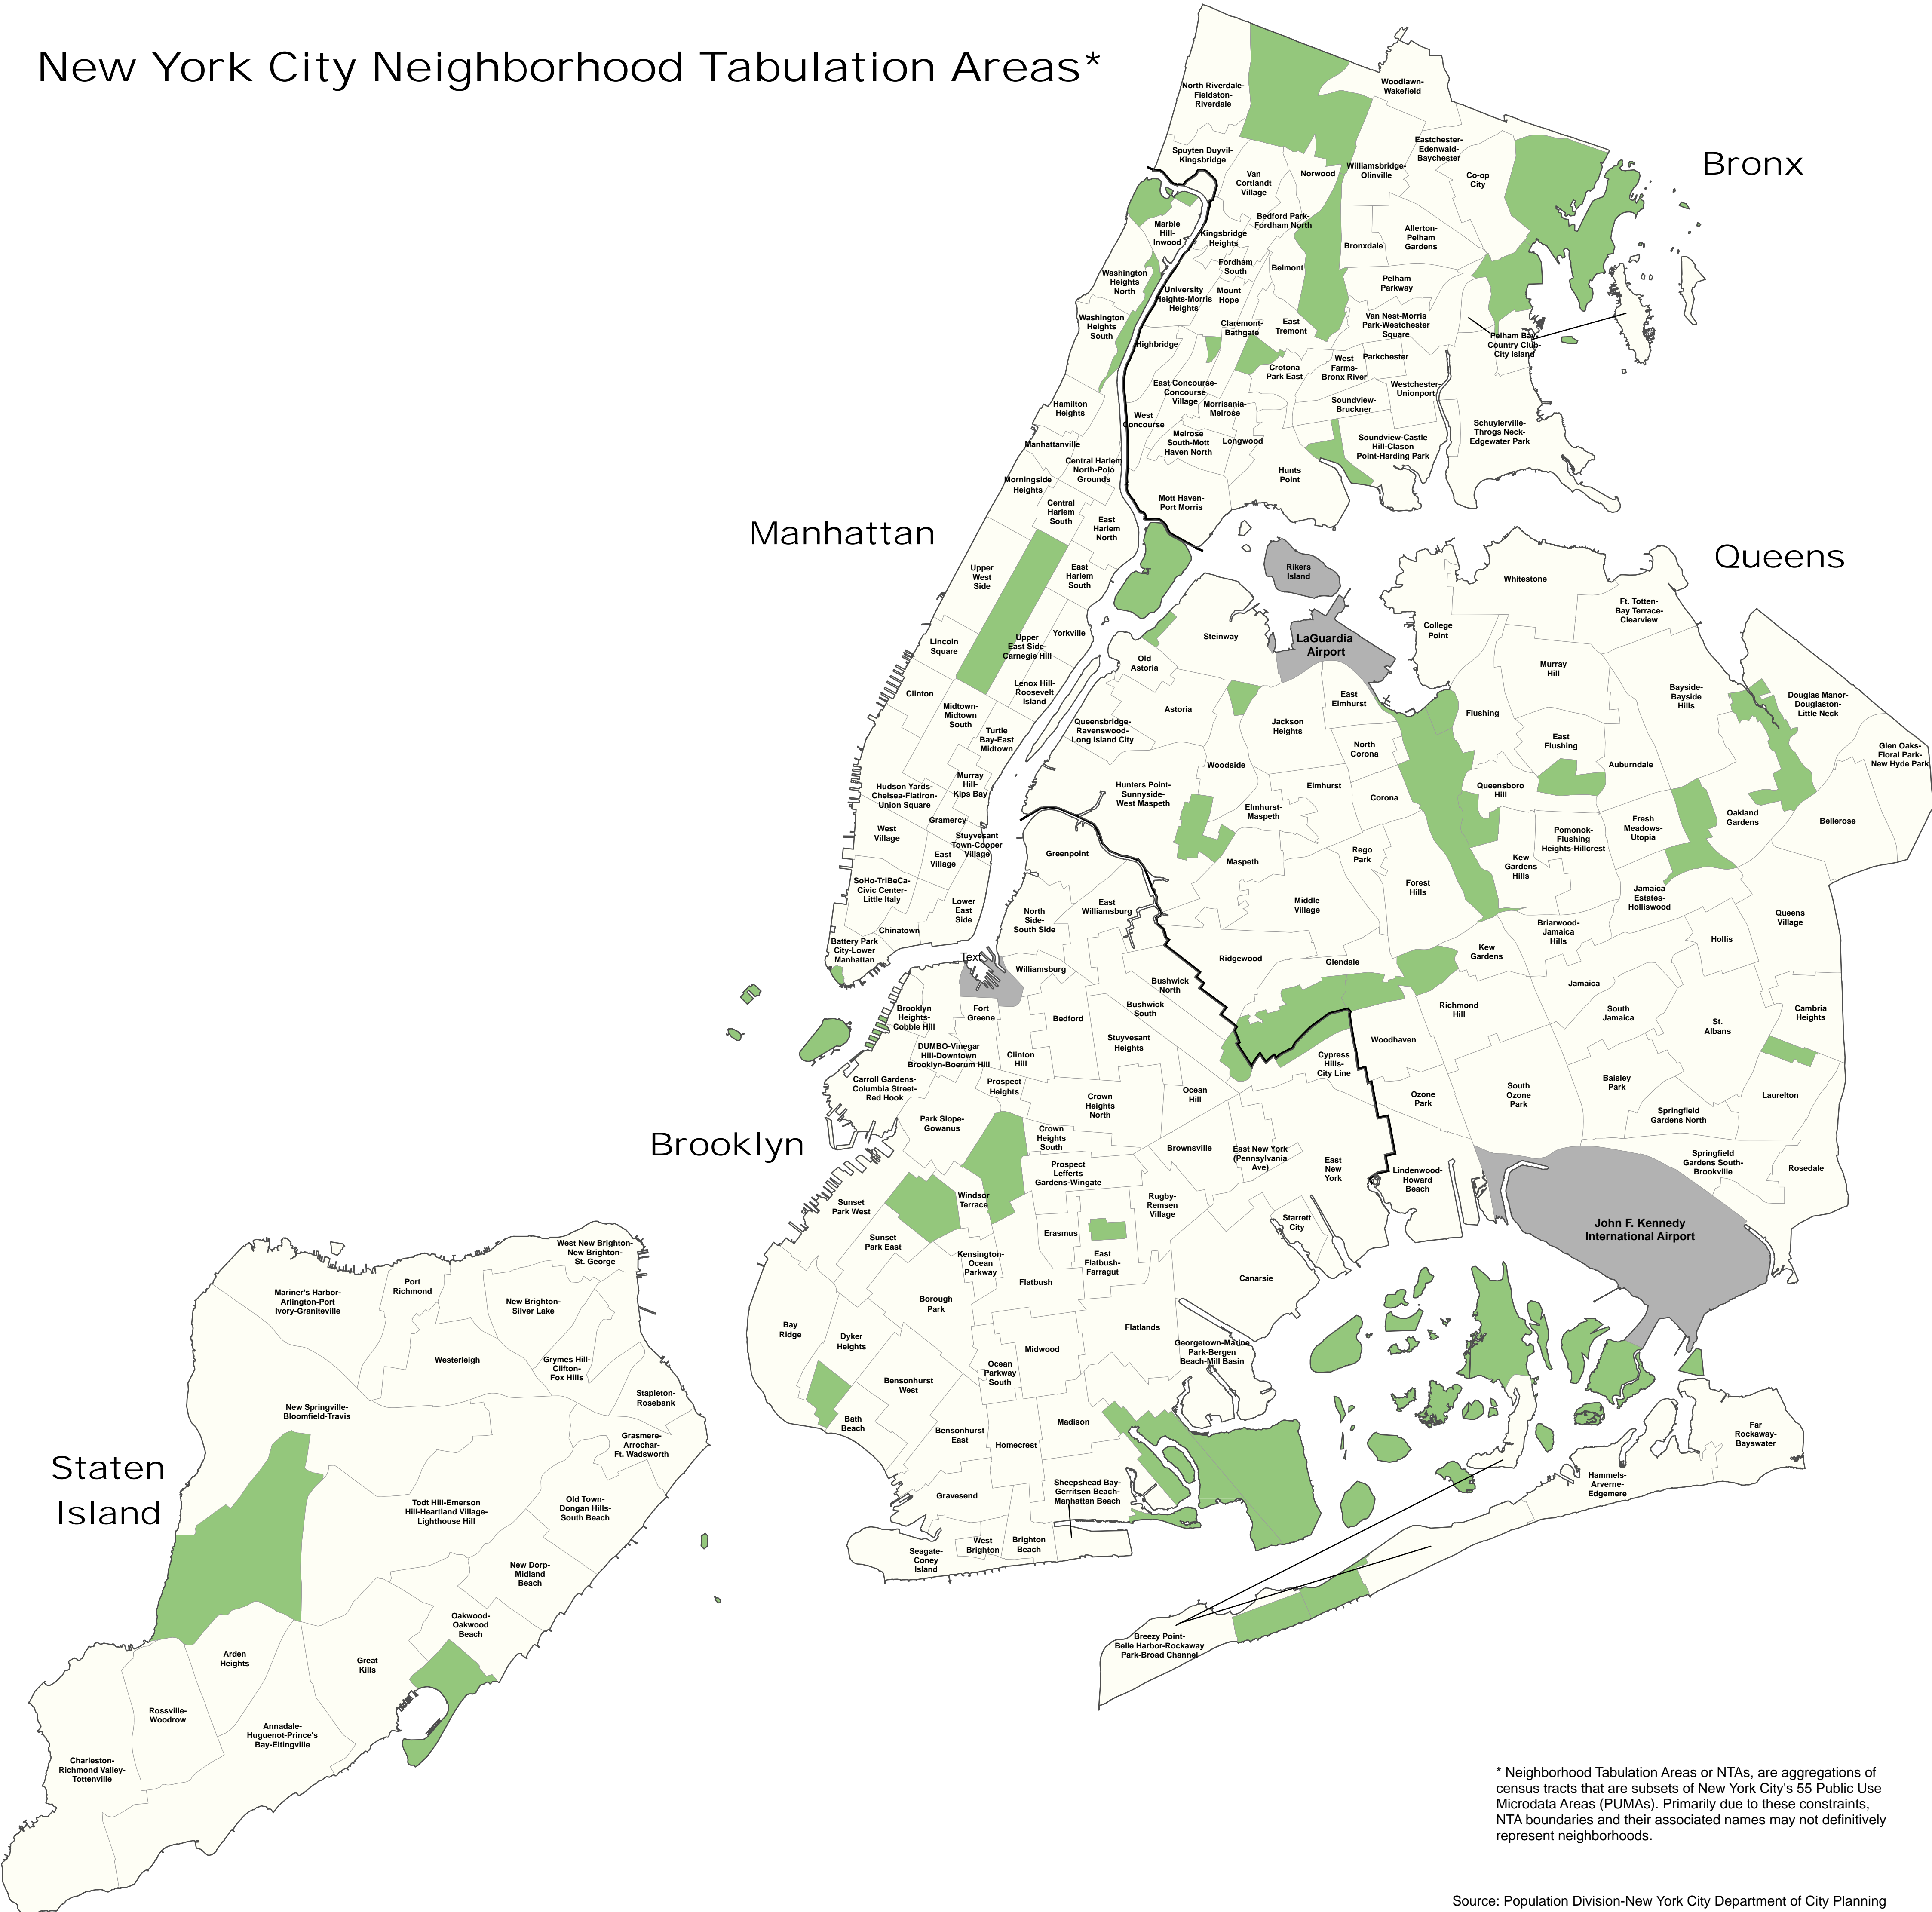 New York City Neighborhood Tabulation Areas*
Bronx
North Riverdale-
Fieldston-
Riverdale
Woodlawn-
Wakefield
Spuyten Duyvil-
Kingsbridge
Van
Cortlandt
Village
Norwood
Williamsbridge-
Olinville
Eastchester-
Edenwald-
Baychester
Co-op
City
Bedford Park-
Fordham North
Kingsbridge
Heights
Bronxdale
Allerton-
Pelham
Gardens
Fordham
South
Belmont
Pelham
Parkway
University
Heights-Morris
Heights
Mount
Hope
Claremont-
Bathgate
East
Tremont
Van Nest-Morris
Park-Westchester
Square
Pelham Bay-
Country Club-
City Island
Highbridge
Crotona
Park East
West
Farms-
Bronx River
Parkchester
East Concourse-
Concourse
Village
Morrisania-
Melrose
Westchester-
Unionport
Soundview-
Bruckner
West
Concourse
Melrose
South-Mott
Haven North
Longwood
Soundview-Castle
Hill-Clason
Point-Harding Park
Schuylerville-
Throgs Neck-
Edgewater Park
Hunts
Point
Mott Haven-
Port Morris
Rikers
Island
Manhattan
Marble
Hill-
Inwood
Washington
Heights
North
Washington
Heights
South
Hamilton
Heights
Manhattanville
Central Harlem
North-Polo
Grounds
Morningside
Heights
Central
Harlem
South
East
Harlem
North
Upper
West
Side
East
Harlem
South
Yorkville
Lincoln
Square
Upper
East Side-
Carnegie Hill
Clinton
Lenox Hill-
Roosevelt
Island
Midtown-
Midtown
South
Turtle
Bay-East
Midtown
Murray
Hill-
Kips Bay
Hudson Yards-
Chelsea-Flatiron-
Union Square
Gramercy
West
Village
Stuyvesant
Town-Cooper
Village
East
Village
SoHo-TriBeCa-
Civic Center-
Little Italy
Lower
East
Side
Chinatown
Battery Park
City-Lower
Manhattan
Queens
Whitestone
Ft. Totten-
Bay Terrace-
Clearview
College
Point
Steinway
LaGuardia
Airport
Old
Astoria
Murray
Hill
Bayside-
Bayside
Hills
Douglas Manor-
Douglaston-
Little Neck
East
Elmhurst
Astoria
Flushing
Queensbridge-
Ravenswood-
Long Island City
Jackson
Heights
North
Corona
East
Flushing
Glen Oaks-
Floral Park-
New Hyde Park
Woodside
Auburndale
Hunters Point-
Sunnyside-
West Maspeth
Elmhurst
Corona
Queensboro
Hill
Elmhurst-
Maspeth
Oakland
Gardens
Bellerose
Fresh
Meadows-
Utopia
Pomonok-
Flushing
Heights-Hillcrest
Rego
Park
Maspeth
Kew
Gardens
Hills
Forest
Hills
Jamaica
Estates-
Holliswood
Middle
Village
Queens
Village
Briarwood-
Jamaica
Hills
Hollis
Kew
Gardens
Ridgewood
Glendale
Jamaica
Richmond
Hill
South
Jamaica
St.
Albans
Cambria
Heights
Woodhaven
Ozone
Park
South
Ozone
Park
Baisley
Park
Laurelton
Springfield
Gardens North
Lindenwood-
Howard
Beach
Springfield
Gardens South-
Brookville
Rosedale
John F. Kennedy
International Airport
Far
Rockaway-
Bayswater
Hammels-
Arverne-
Edgemere
Breezy Point-
Belle Harbor-Rockaway
Park-Broad Channel
Brooklyn
Greenpoint
East
Williamsburg
North
Side-
South Side
Text
Williamsburg
Bushwick
North
Brooklyn
Heights-
Cobble Hill
Fort
Greene
Bedford
Bushwick
South
Stuyvesant
Heights
DUMBO-Vinegar
Hill-Downtown
Brooklyn-Boerum Hill
Clinton
Hill
Cypress
Hills-
City Line
Carroll Gardens-
Columbia Street-
Red Hook
Prospect
Heights
Ocean
Hill
Crown
Heights
North
Park Slope-
Gowanus
Crown
Heights
South
Brownsville
East New York
(Pennsylvania
Ave)
East
New
York
Prospect
Lefferts
Gardens-Wingate
Sunset
Park West
Windsor
Terrace
Rugby-
Remsen
Village
Starrett
City
Erasmus
Sunset
Park East
Kensington-
Ocean
Parkway
East
Flatbush-
Farragut
Flatbush
Canarsie
Borough
Park
Bay
Ridge
Dyker
Heights
Flatlands
Midwood
Georgetown-Marine
Park-Bergen
Beach-Mill Basin
Ocean
Parkway
South
Bensonhurst
West
Bath
Beach
Madison
Bensonhurst
East
Homecrest
Sheepshead Bay-
Gerritsen Beach-
Manhattan Beach
Gravesend
West
Brighton
Brighton
Beach
Seagate-
Coney
Island
Staten
Island
West New Brighton-
New Brighton-
St. George
Mariner's Harbor-
Arlington-Port
Ivory-Graniteville
Port
Richmond
New Brighton-
Silver Lake
Westerleigh
Grymes Hill-
Clifton-
Fox Hills
Stapleton-
Rosebank
New Springville-
Bloomfield-Travis
Grasmere-
Arrochar-
Ft. Wadsworth
Todt Hill-Emerson
Hill-Heartland Village-
Lighthouse Hill
Old Town-
Dongan Hills-
South Beach
New Dorp-
Midland
Beach
Oakwood-
Oakwood
Beach
Arden
Heights
Great
Kills
Rossville-
Woodrow
Annadale-
Huguenot-Prince's
Bay-Eltingville
Charleston-
Richmond Valley-
Tottenville
* Neighborhood Tabulation Areas or NTAs, are aggregations of
census tracts that are subsets of New York City's 55 Public Use
Microdata Areas (PUMAs). Primarily due to these constraints,
NTA boundaries and their associated names may not definitively
represent neighborhoods.
Source: Population Division-New York City Department of City Planning